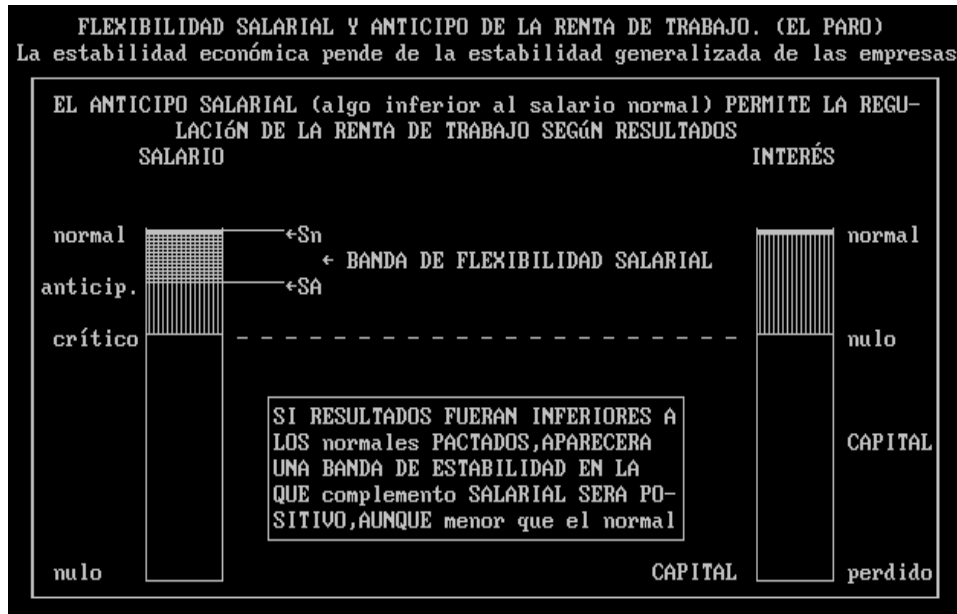 FLEXIBILIDAD SALARIAL Y ANTICIPO DE LA RENTA DE TRABAJO. (EL PARO)
La estabilidad económica pende de la estabilidad generalizada de las empresas
EL ANTICIPO SALARIAL (algo inferior al salario normal) PERMITE LA REGU-
LACIóN DE LA RENTA DE TRABAJO SEGúN RESULTADOS
SALARIO INTERÉS
normal ←Sn normal
← BANDA DE FLEXIBILIDAD SALARIAL
anticip. ←SA
crítico nulo
SI RESULTADOS FUERAN INFERIORES A
LOS normales PACTADOS,APARECERA
UNA BANDA DE ESTABILIDAD EN LA
QUE complemento SALARIAL SERA PO-
SITIVO,AUNQUE menor que el normal
CAPITAL
nulo CAPITAL perdido